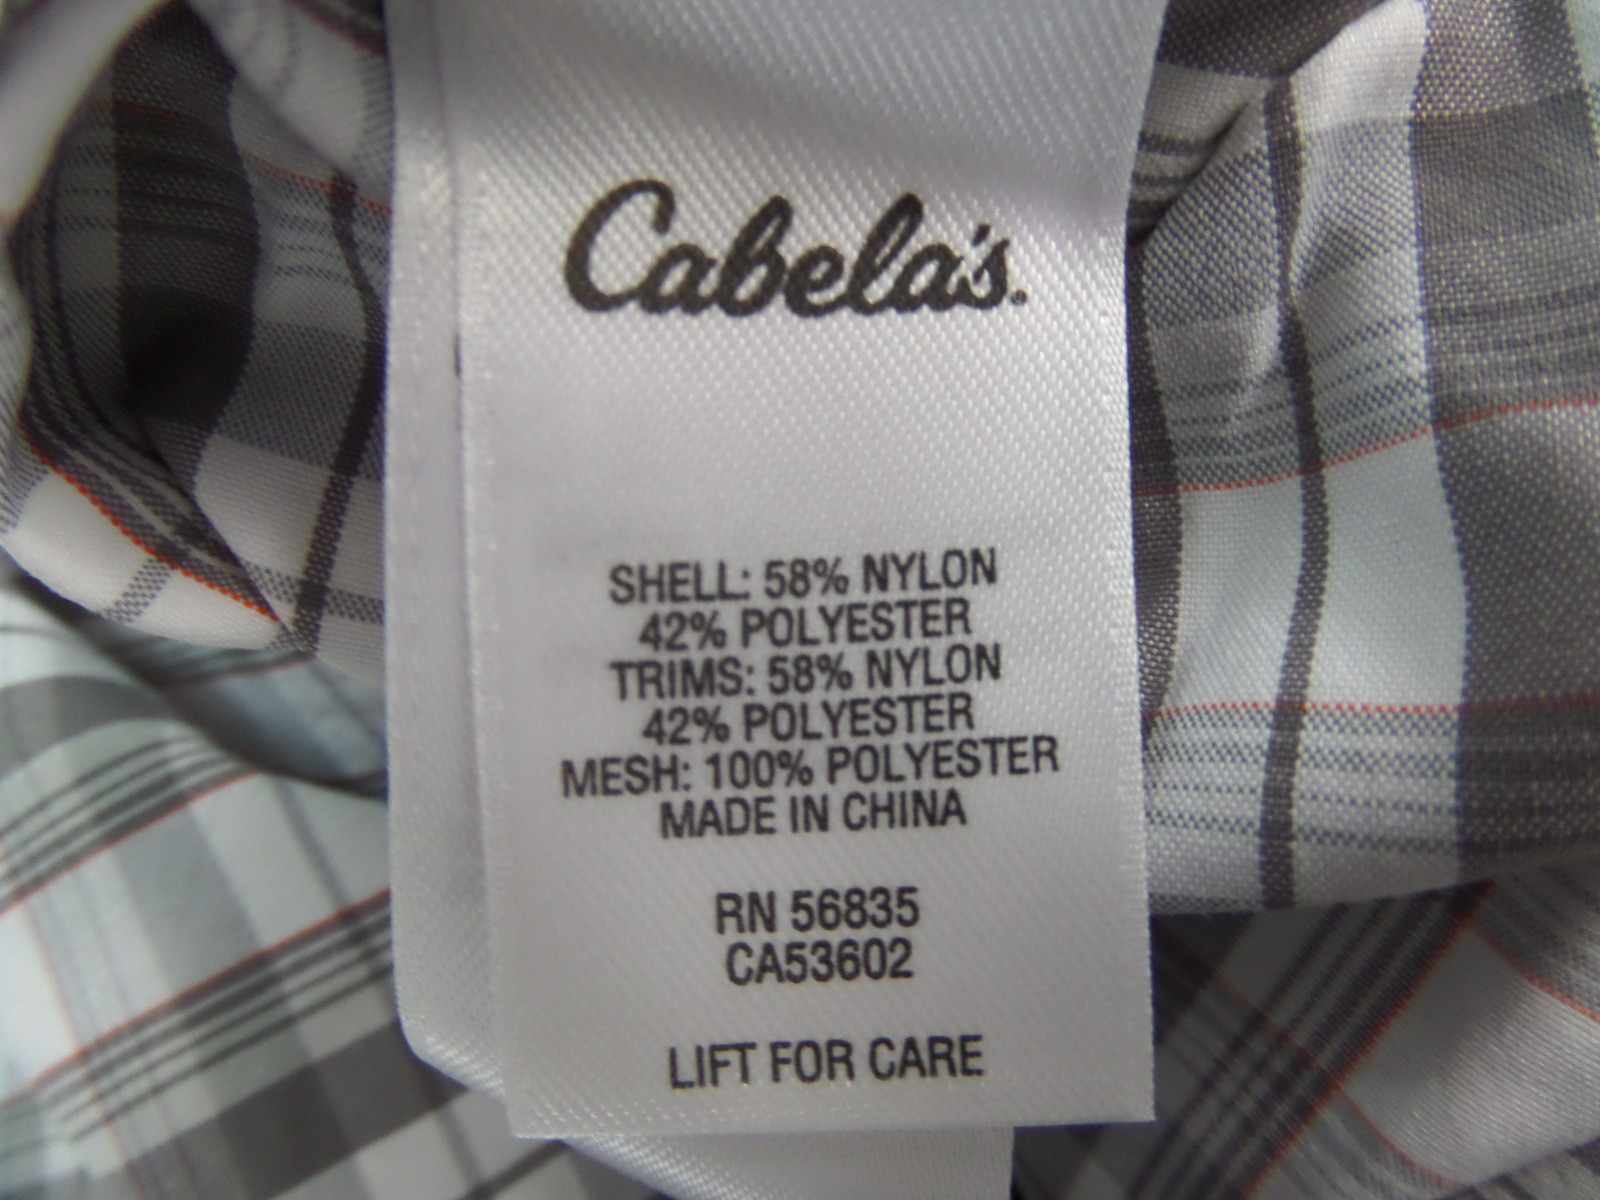 Cabela's.
SHELL: 58% NYLON
42% POLYESTER
TRIMS: 58% NYLON
42% POLYESTER
MESH: 100% POLYESTER
MADE IN CHINA
RN 56835
CA53602
LIFT FOR CARE